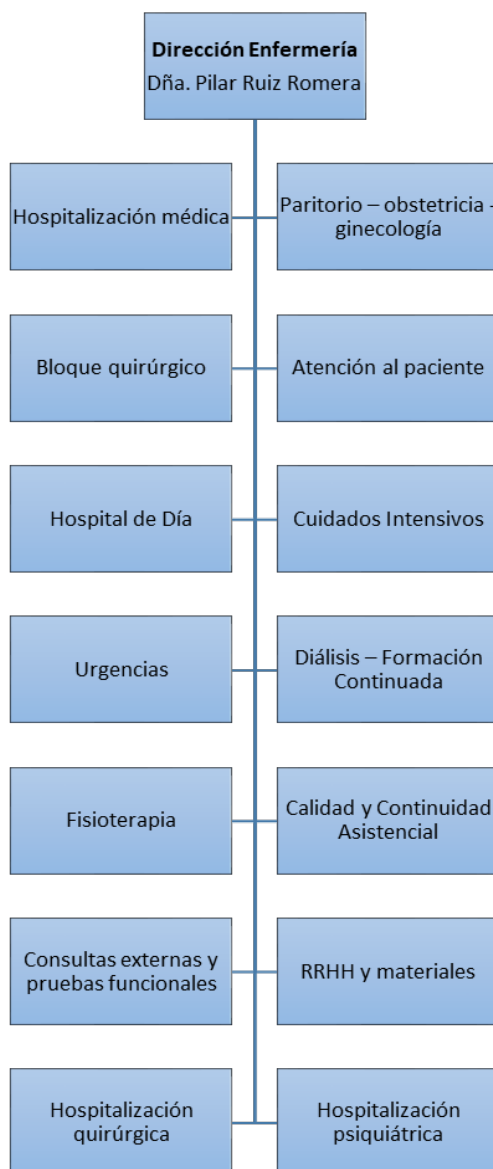 Dirección Enfermería
Dña. Pilar Ruiz Romera
Hospitalización médica
Paritorio – obstetricia -
ginecología
Bloque quirúrgico
Atención al paciente
Hospital de Día
Cuidados Intensivos
Urgencias
Diálisis – Formación
Continuada
Fisioterapia
Calidad y Continuidad
Asistencial
Consultas externas y
pruebas funcionales
RRHH y materiales
Hospitalización
quirúrgica
Hospitalización
psiquiátrica